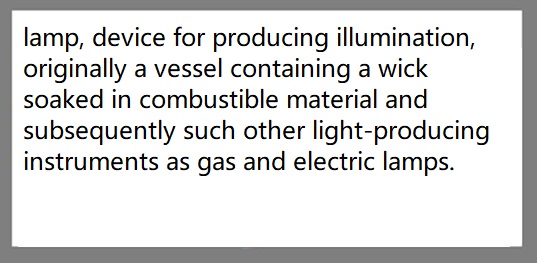 lamp, device for producing illumination,
originally a vessel containing a wick
soaked in combustible material and
subsequently such other light-producing
instruments as gas and electric lamps.